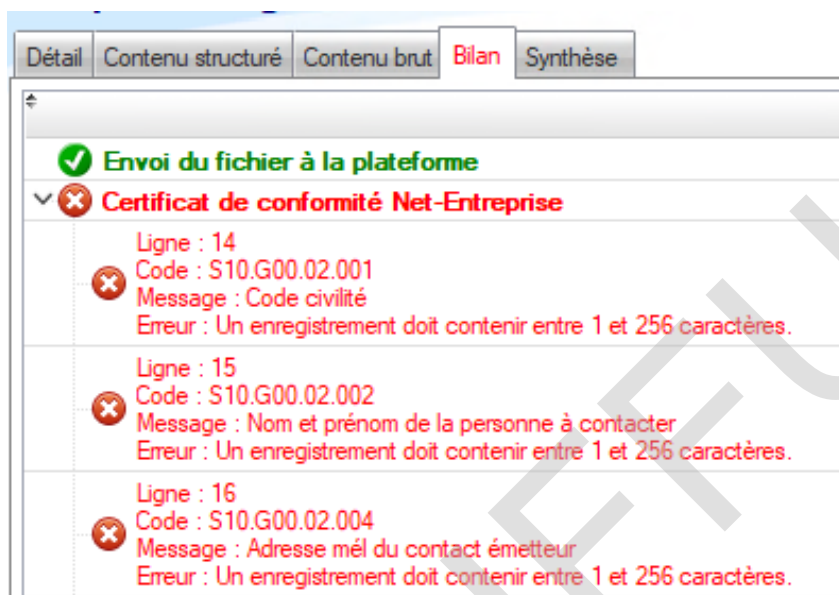 Détail Contenu structuré Contenu brut Bilan Synthèse
Envoi du fichier à la plateforme
Certificat de conformité Net-Entreprise
Ligne : 14
Code : S10.G00.02.001
Message : Code civilité
Erreur : Un enregistrement doit contenir entre 1 et 256 caractères.
Ligne : 15
Code : S10.G00.02.002
Message : Nom et prénom de la personne à contacter
Erreur : Un enregistrement doit contenir entre 1 et 256 caractères.
Ligne : 16
Code : S10.G00.02.004
Message : Adresse mél du contact émetteur
Erreur : Un enregistrement doit contenir entre 1 et 256 caractères.